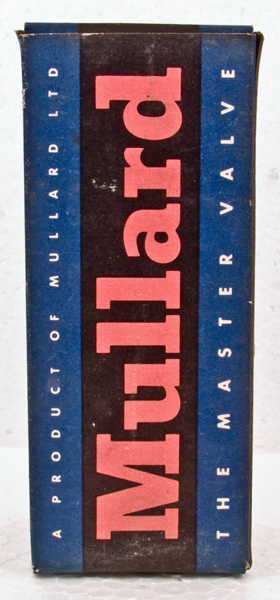 A PRODUCT OF MULLARD LTD
Mullard
THE MASTER VALVE